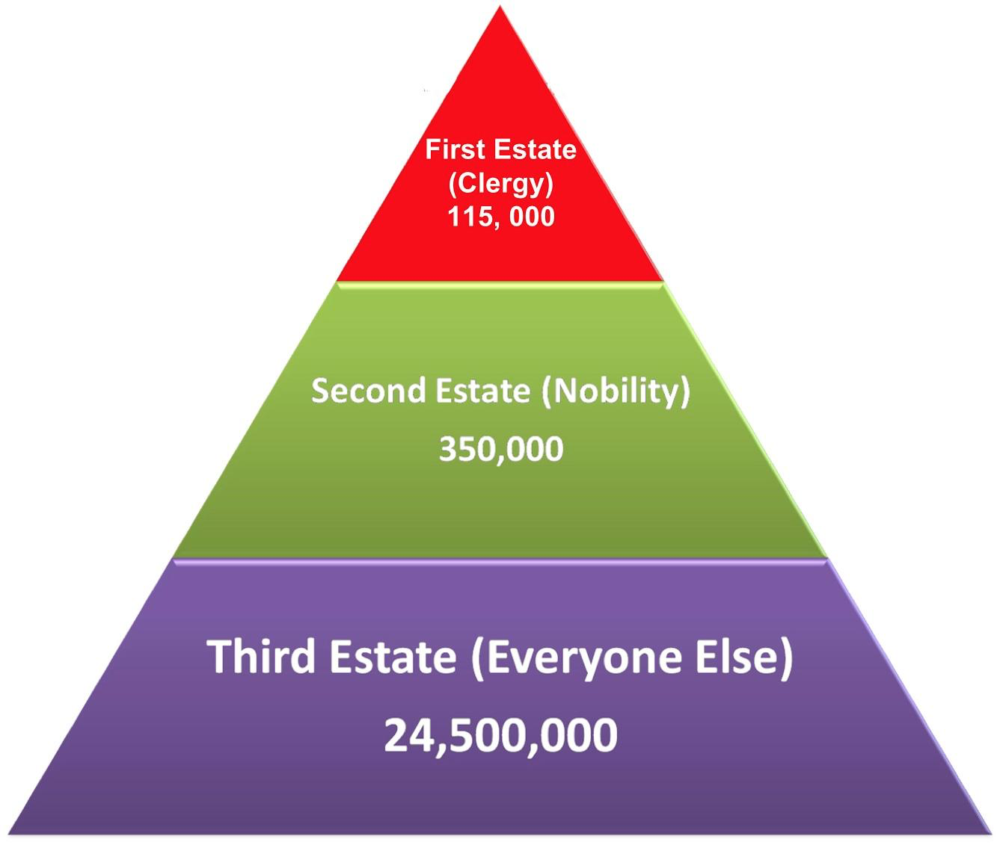 First Estate
(Clergy)
115, 000
Second Estate (Nobility)
350,000
Third Estate (Everyone Else)
24,500,000